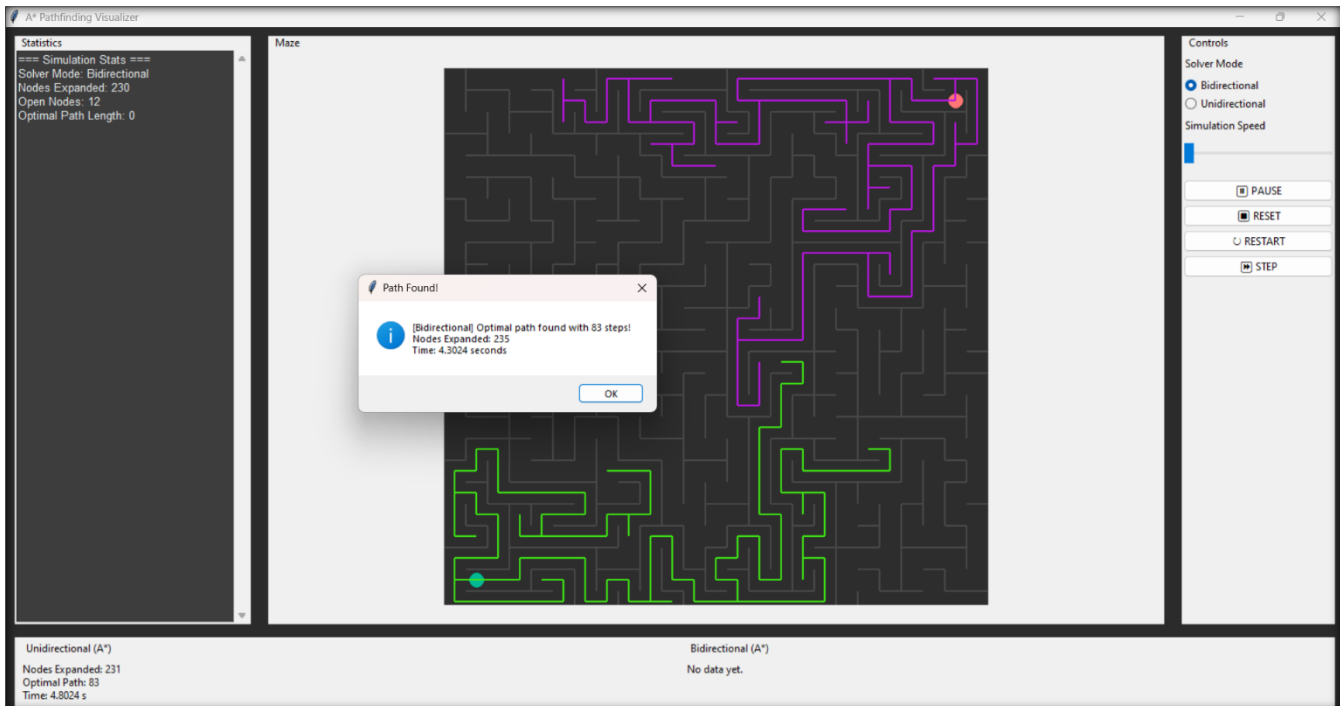 A* Pathfinding Visualizer
Statistics
=== Simulation Stats ===
Solver Mode: Bidirectional
Nodes Expanded: 230
Open Nodes: 12
Optimal Path Length: 0
Maze
Path Found!
[Bidirectional] Optimal path found with 83 steps!
Nodes Expanded: 235
Time: 4.3024 seconds
OK
Controls
Solver Mode
Bidirectional
Unidirectional
Simulation Speed
PAUSE
RESET
RESTART
STEP
Unidirectional (A*)
Nodes Expanded: 231
Optimal Path: 83
Time: 4.8024 s
Bidirectional (A*)
No data yet.